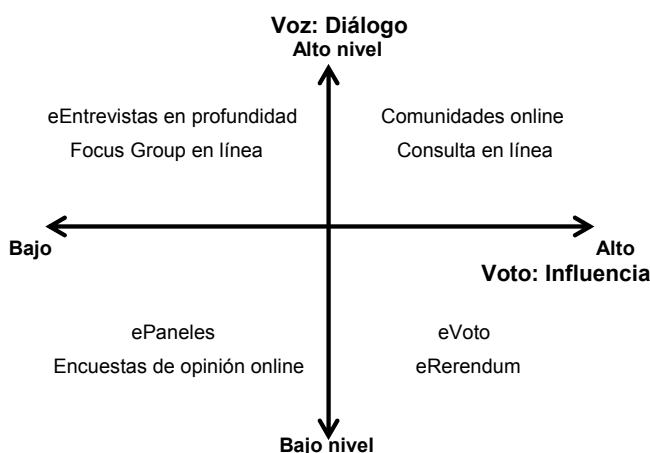 Voz: Diálogo
Alto nivel
eEntrevistas en profundidad
Comunidades online
Focus Group en línea
Consulta en línea
Bajo
Alto
Voto: Influencia
ePaneles
eVoto
Encuestas de opinión online
eRerendum
Bajo nivel